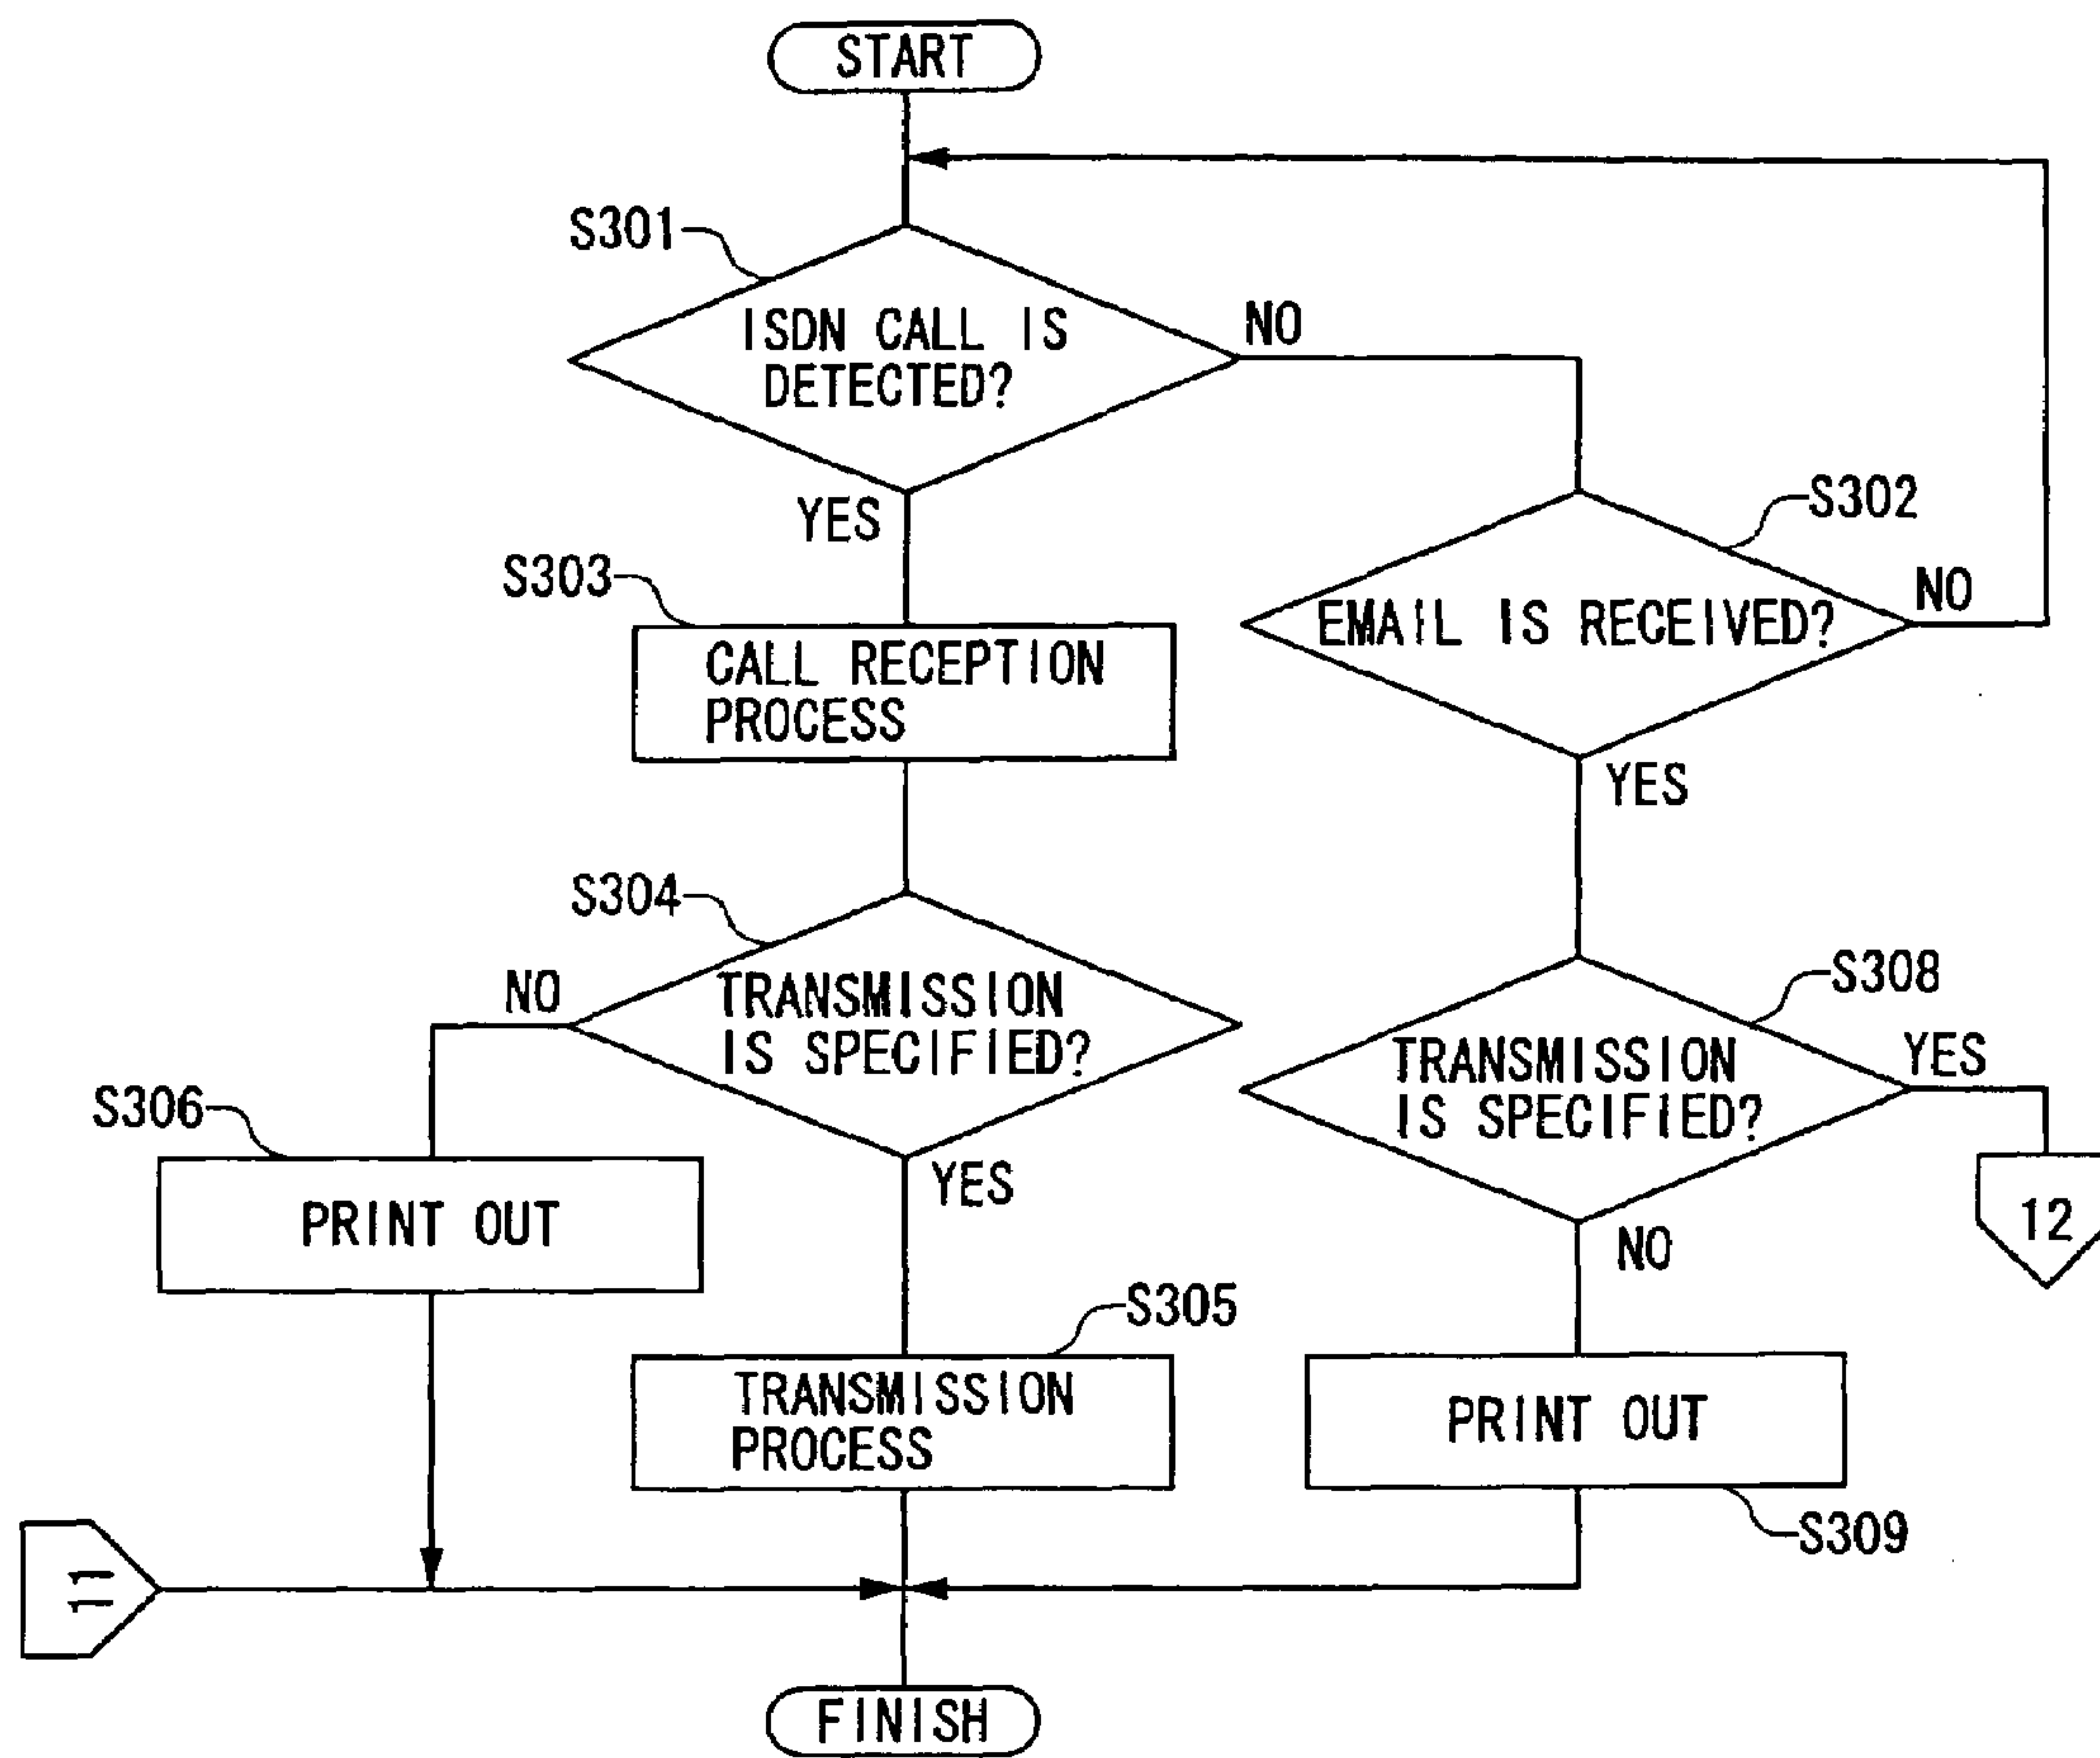 START
S301
ISDN CALL IS
DETECTED?
NO
YES
S302
EMAIL IS RECEIVED?
NO
YES
S303
CALL RECEPTION
PROCESS
S304
TRANSMISSION
IS SPECIFIED?
NO
YES
S308
TRANSMISSION
IS SPECIFIED?
YES
NO
12
S306
PRINT OUT
S305
TRANSMISSION
PROCESS
PRINT OUT
S309
11
FINISH